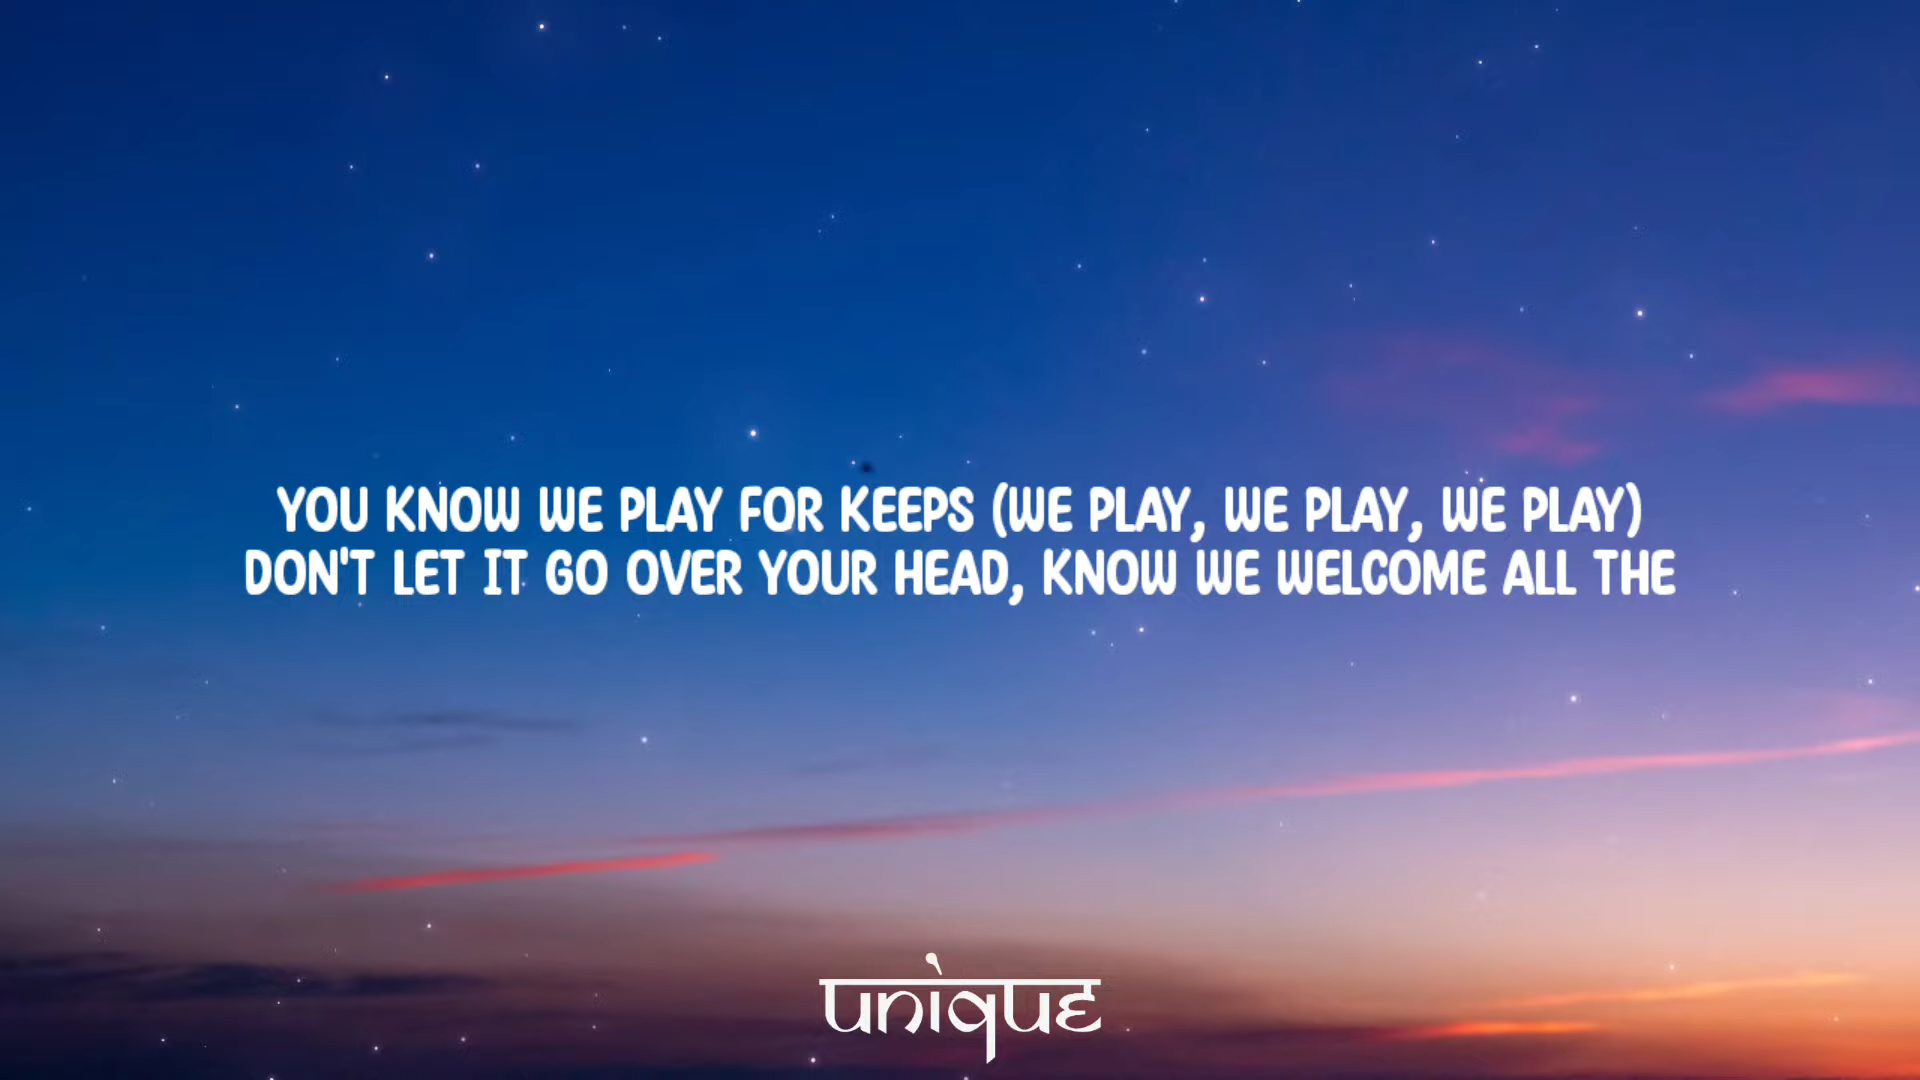 YOU KNOW WE PLAY FOR KEEPS (WE PLAY, WE PLAY, WE PLAY)
DON'T LET IT GO OVER YOUR HEAD, KNOW WE WELCOME ALL THE
unique